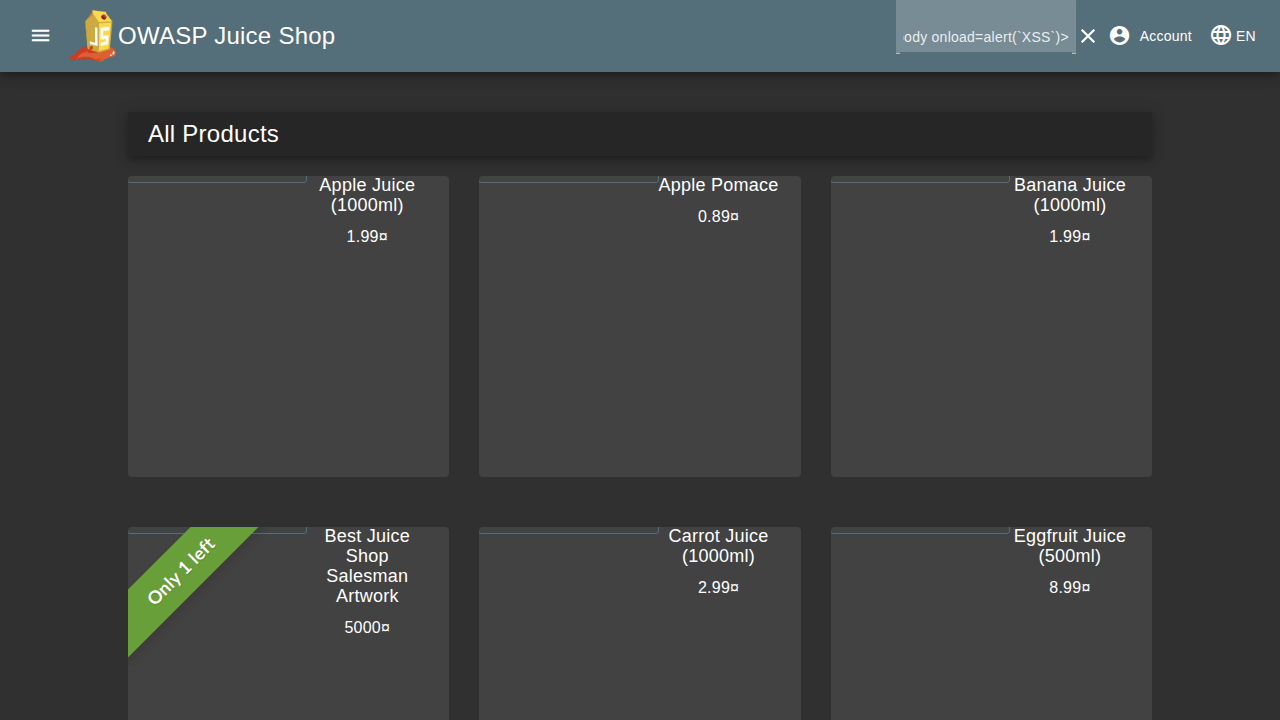 OWASP Juice Shop
ody onload=alert(`XSS`)>
Account
EN
All Products
Apple Juice
(1000ml)
1.99¤
Apple Pomace
0.89¤
Banana Juice
(1000ml)
1.99¤
Only 1 left
Best Juice
Shop
Salesman
Artwork
5000¤
Carrot Juice
(1000ml)
2.99¤
Eggfruit Juice
(500ml)
8.99¤